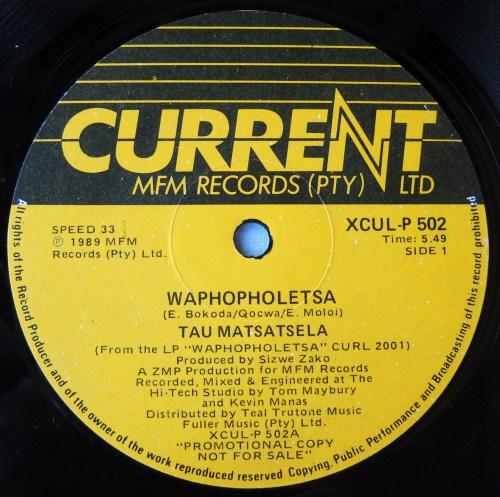 CURRENT
MFM RECORDS (PTY) LTD
SPEED 33
Ⓟ 1989 MFM
Records (Pty) Ltd.
XCUL-P 502
Time: 5.49
SIDE 1
WAPHOPHOLETSA
(E. Bokoda/Qocwa/E. Moloi)
TAU MATSATSELA
(From the LP "WAPHOPHOLETSA" CURL 2001)
Produced by Sizwe Zako
A ZMP Production for MFM Records
Recorded, Mixed & Engineered at The
Hi-Tech Studio by Tom Maybury
and Kevin Manas
Distributed by Teal Trutone Music
Fuller Music (Pty) Ltd.
XCUL-P 502A
"PROMOTIONAL COPY
NOT FOR SALE"
All rights of the Record Producer and of the owner of the work reproduced reserved Copying, Public Performance and Broadcasting of this record prohibited